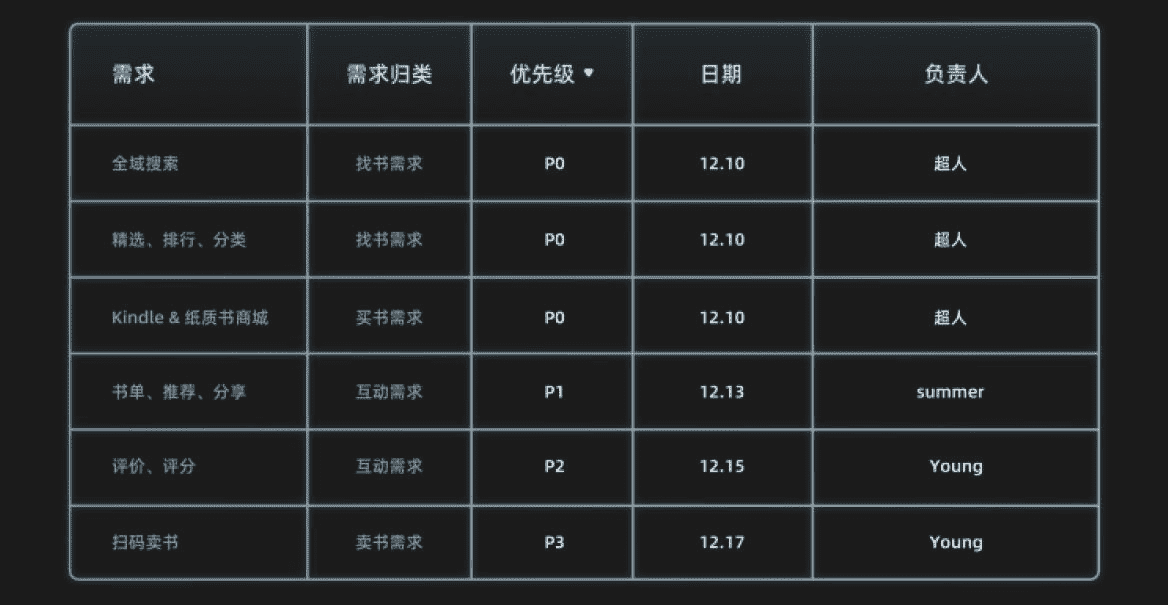 需求 需求归类 优先级 日期 负责人
全域搜索 找书需求 P0 12.10 超人
精选、排行、分类 找书需求 P0 12.10 超人
Kindle & 纸质书商城 买书需求 P0 12.10 超人
书单、推荐、分享 互动需求 P1 12.13 summer
评价、评分 互动需求 P2 12.15 Young
扫码卖书 卖书需求 P3 12.17 Young